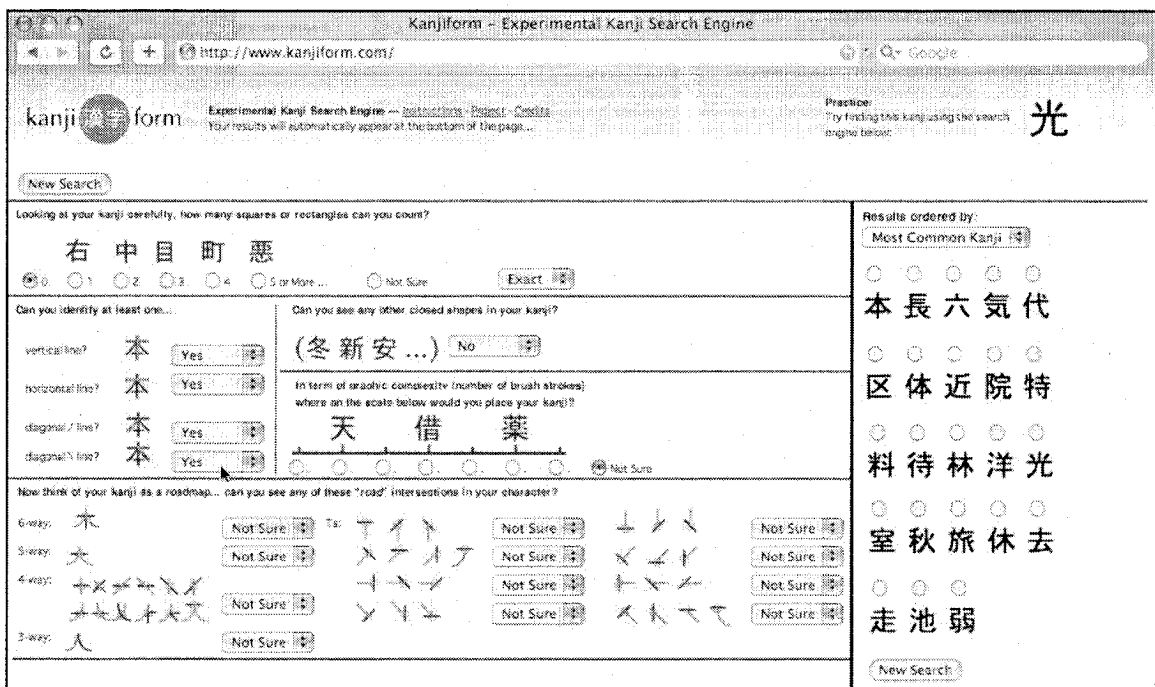 Kanjiform – Experimental Kanji Search Engine
http://www.kanjiform.com/
Google
kanji 漢字 form
Experimental Kanji Search Engine — Instructions - Project - Credits
Your results will automatically appear at the bottom of the page...
Practice:
Try finding this kanji using the search
engine below:
光
New Search
Looking at your kanji carefully, how many squares or rectangles can you count?
右 中 目 町 悪
0 1 2 3 4 5 or More ... Not Sure Exact
Can you identify at least one...
vertical line? 本 Yes
horizontal line? 本 Yes
diagonal / line? 本 Yes
diagonal \ line? 本 Yes
Can you see any other closed shapes in your kanji?
(冬 新 安 ...) No
In term of graphic complexity (number of brush strokes)
where on the scale below would you place your kanji?
天 借 薬
Not Sure
Now think of your kanji as a roadmap... can you see any of these "road" intersections in your character?
6-way: Not Sure Ts: Not Sure Not Sure
5-way: Not Sure Not Sure Not Sure
4-way: Not Sure Not Sure
Not Sure Not Sure Not Sure
3-way: Not Sure
Results ordered by:
Most Common Kanji
本 長 六 気 代
区 体 近 院 特
料 待 林 洋 光
室 秋 旅 休 去
走 池 弱
New Search